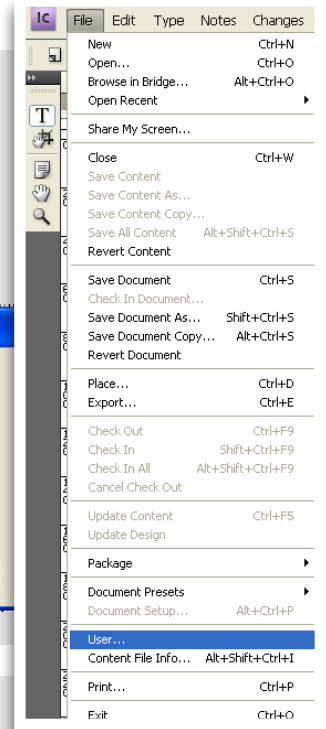 IC File Edit Type Notes Changes
New Ctrl+N
Open... Ctrl+O
Browse in Bridge... Alt+Ctrl+O
Open Recent
Share My Screen...
Close Ctrl+W
Save Content
Save Content As...
Save Content Copy...
Save All Content Alt+Shift+Ctrl+S
Revert Content
Save Document Ctrl+S
Check In Document...
Save Document As... Shift+Ctrl+S
Save Document Copy... Alt+Ctrl+S
Revert Document
Place... Ctrl+D
Export... Ctrl+E
Check Out Ctrl+F9
Check In Shift+Ctrl+F9
Check In All Alt+Shift+Ctrl+F9
Cancel Check Out
Update Content Ctrl+F5
Update Design
Package
Document Presets
Document Setup... Alt+Ctrl+P
User...
Content File Info... Alt+Shift+Ctrl+I
Print... Ctrl+P
Exit Ctrl+Q